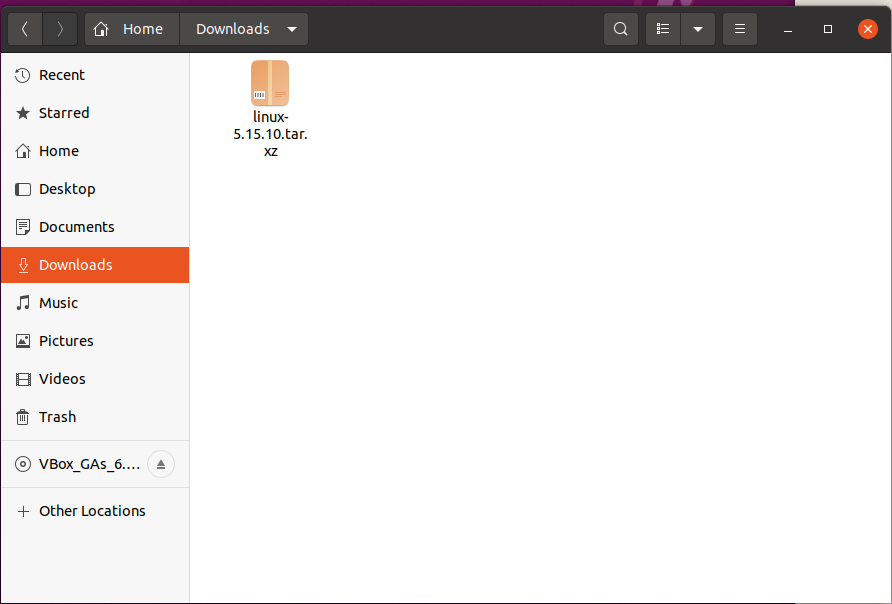 Home Downloads
Recent
Starred
Home
Desktop
Documents
Downloads
Music
Pictures
Videos
Trash
VBox_GAs_6....
Other Locations
linux-
5.15.10.tar.
xz